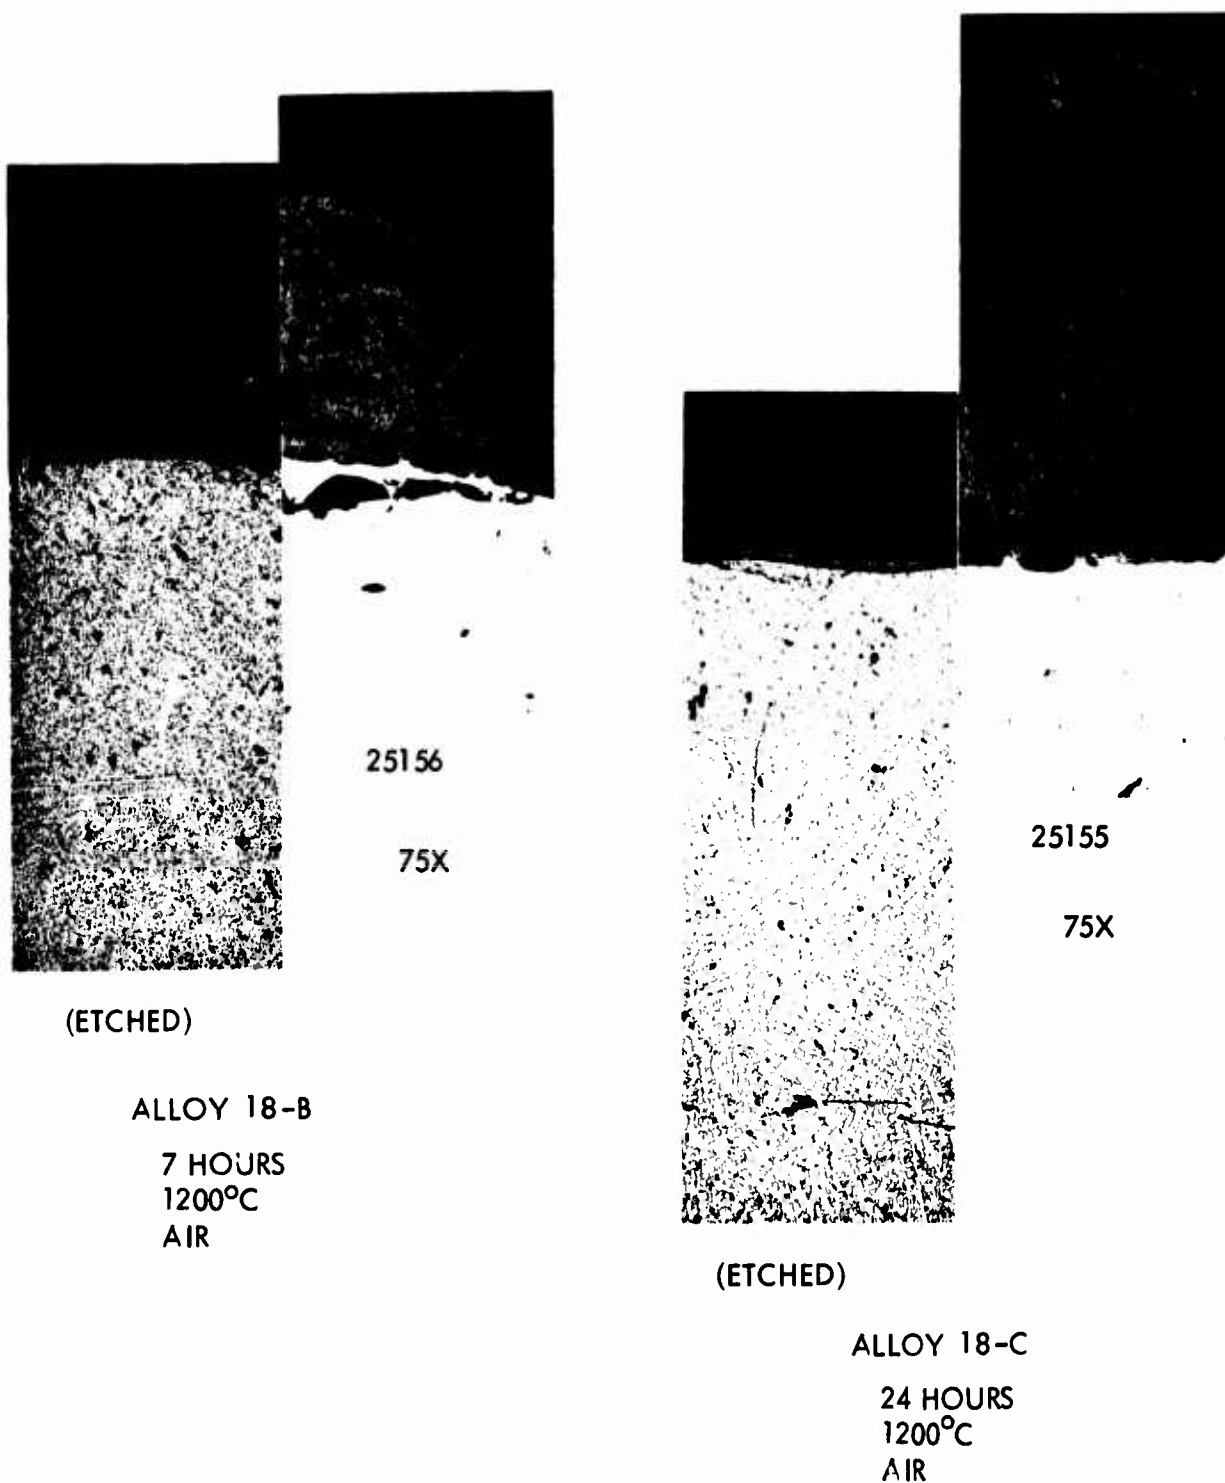 25156
75X
(ETCHED)
ALLOY 18-B
7 HOURS
1200°C
AIR
25155
75X
(ETCHED)
ALLOY 18-C
24 HOURS
1200°C
AIR